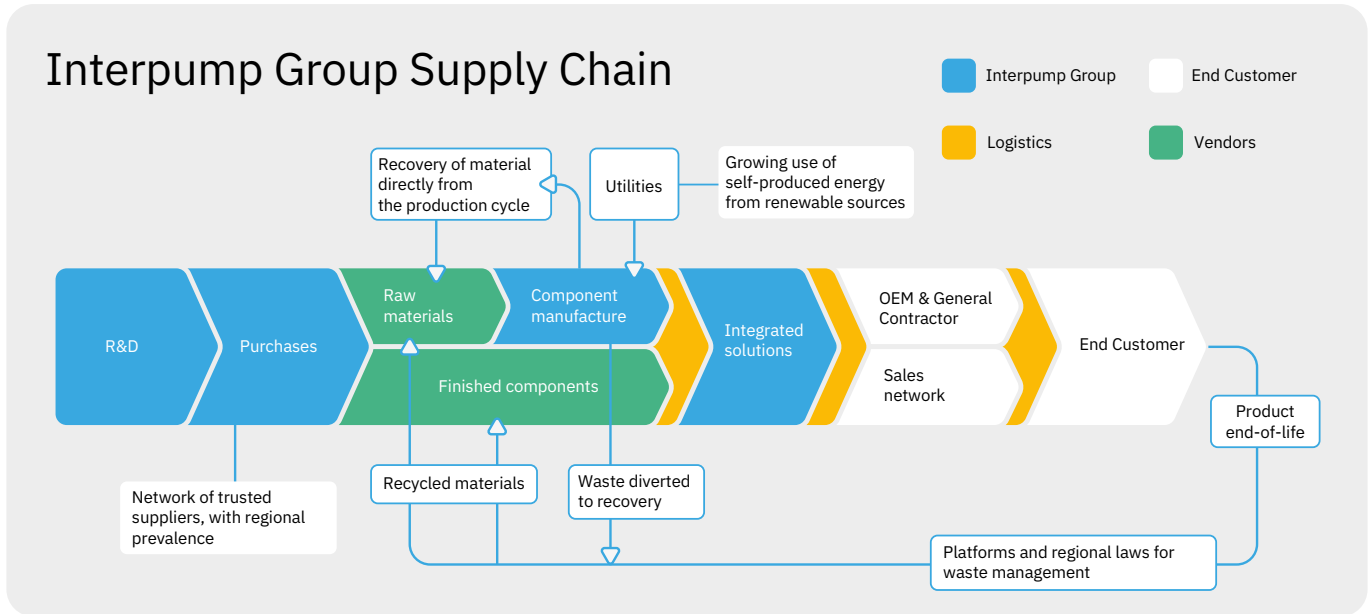 Interpump Group Supply Chain
Interpump Group
End Customer
Logistics
Vendors
Recovery of material
directly from
the production cycle
Utilities
Growing use of
self-produced energy
from renewable sources
R&D
Purchases
Raw
materials
Component
manufacture
Finished components
Integrated
solutions
OEM & General
Contractor
Sales
network
End Customer
Product
end-of-life
Network of trusted
suppliers, with regional
prevalence
Recycled materials
Waste diverted
to recovery
Platforms and regional laws for
waste management